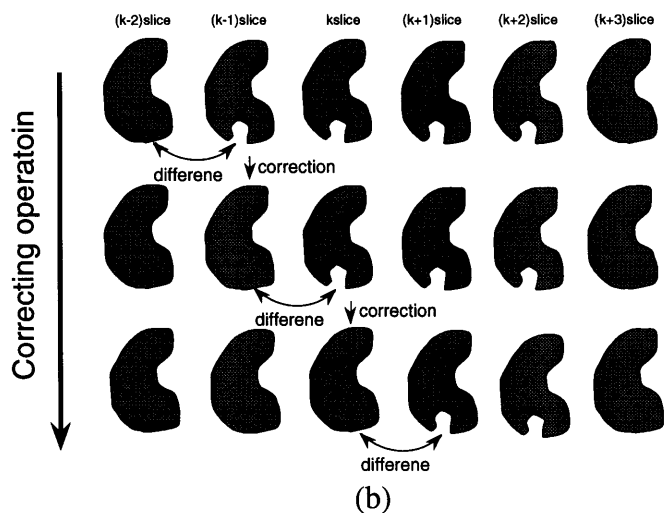 (k-2)slice (k-1)slice kslice (k+1)slice (k+2)slice (k+3)slice
Correcting operatoin
differene
correction
differene
correction
differene
(b)